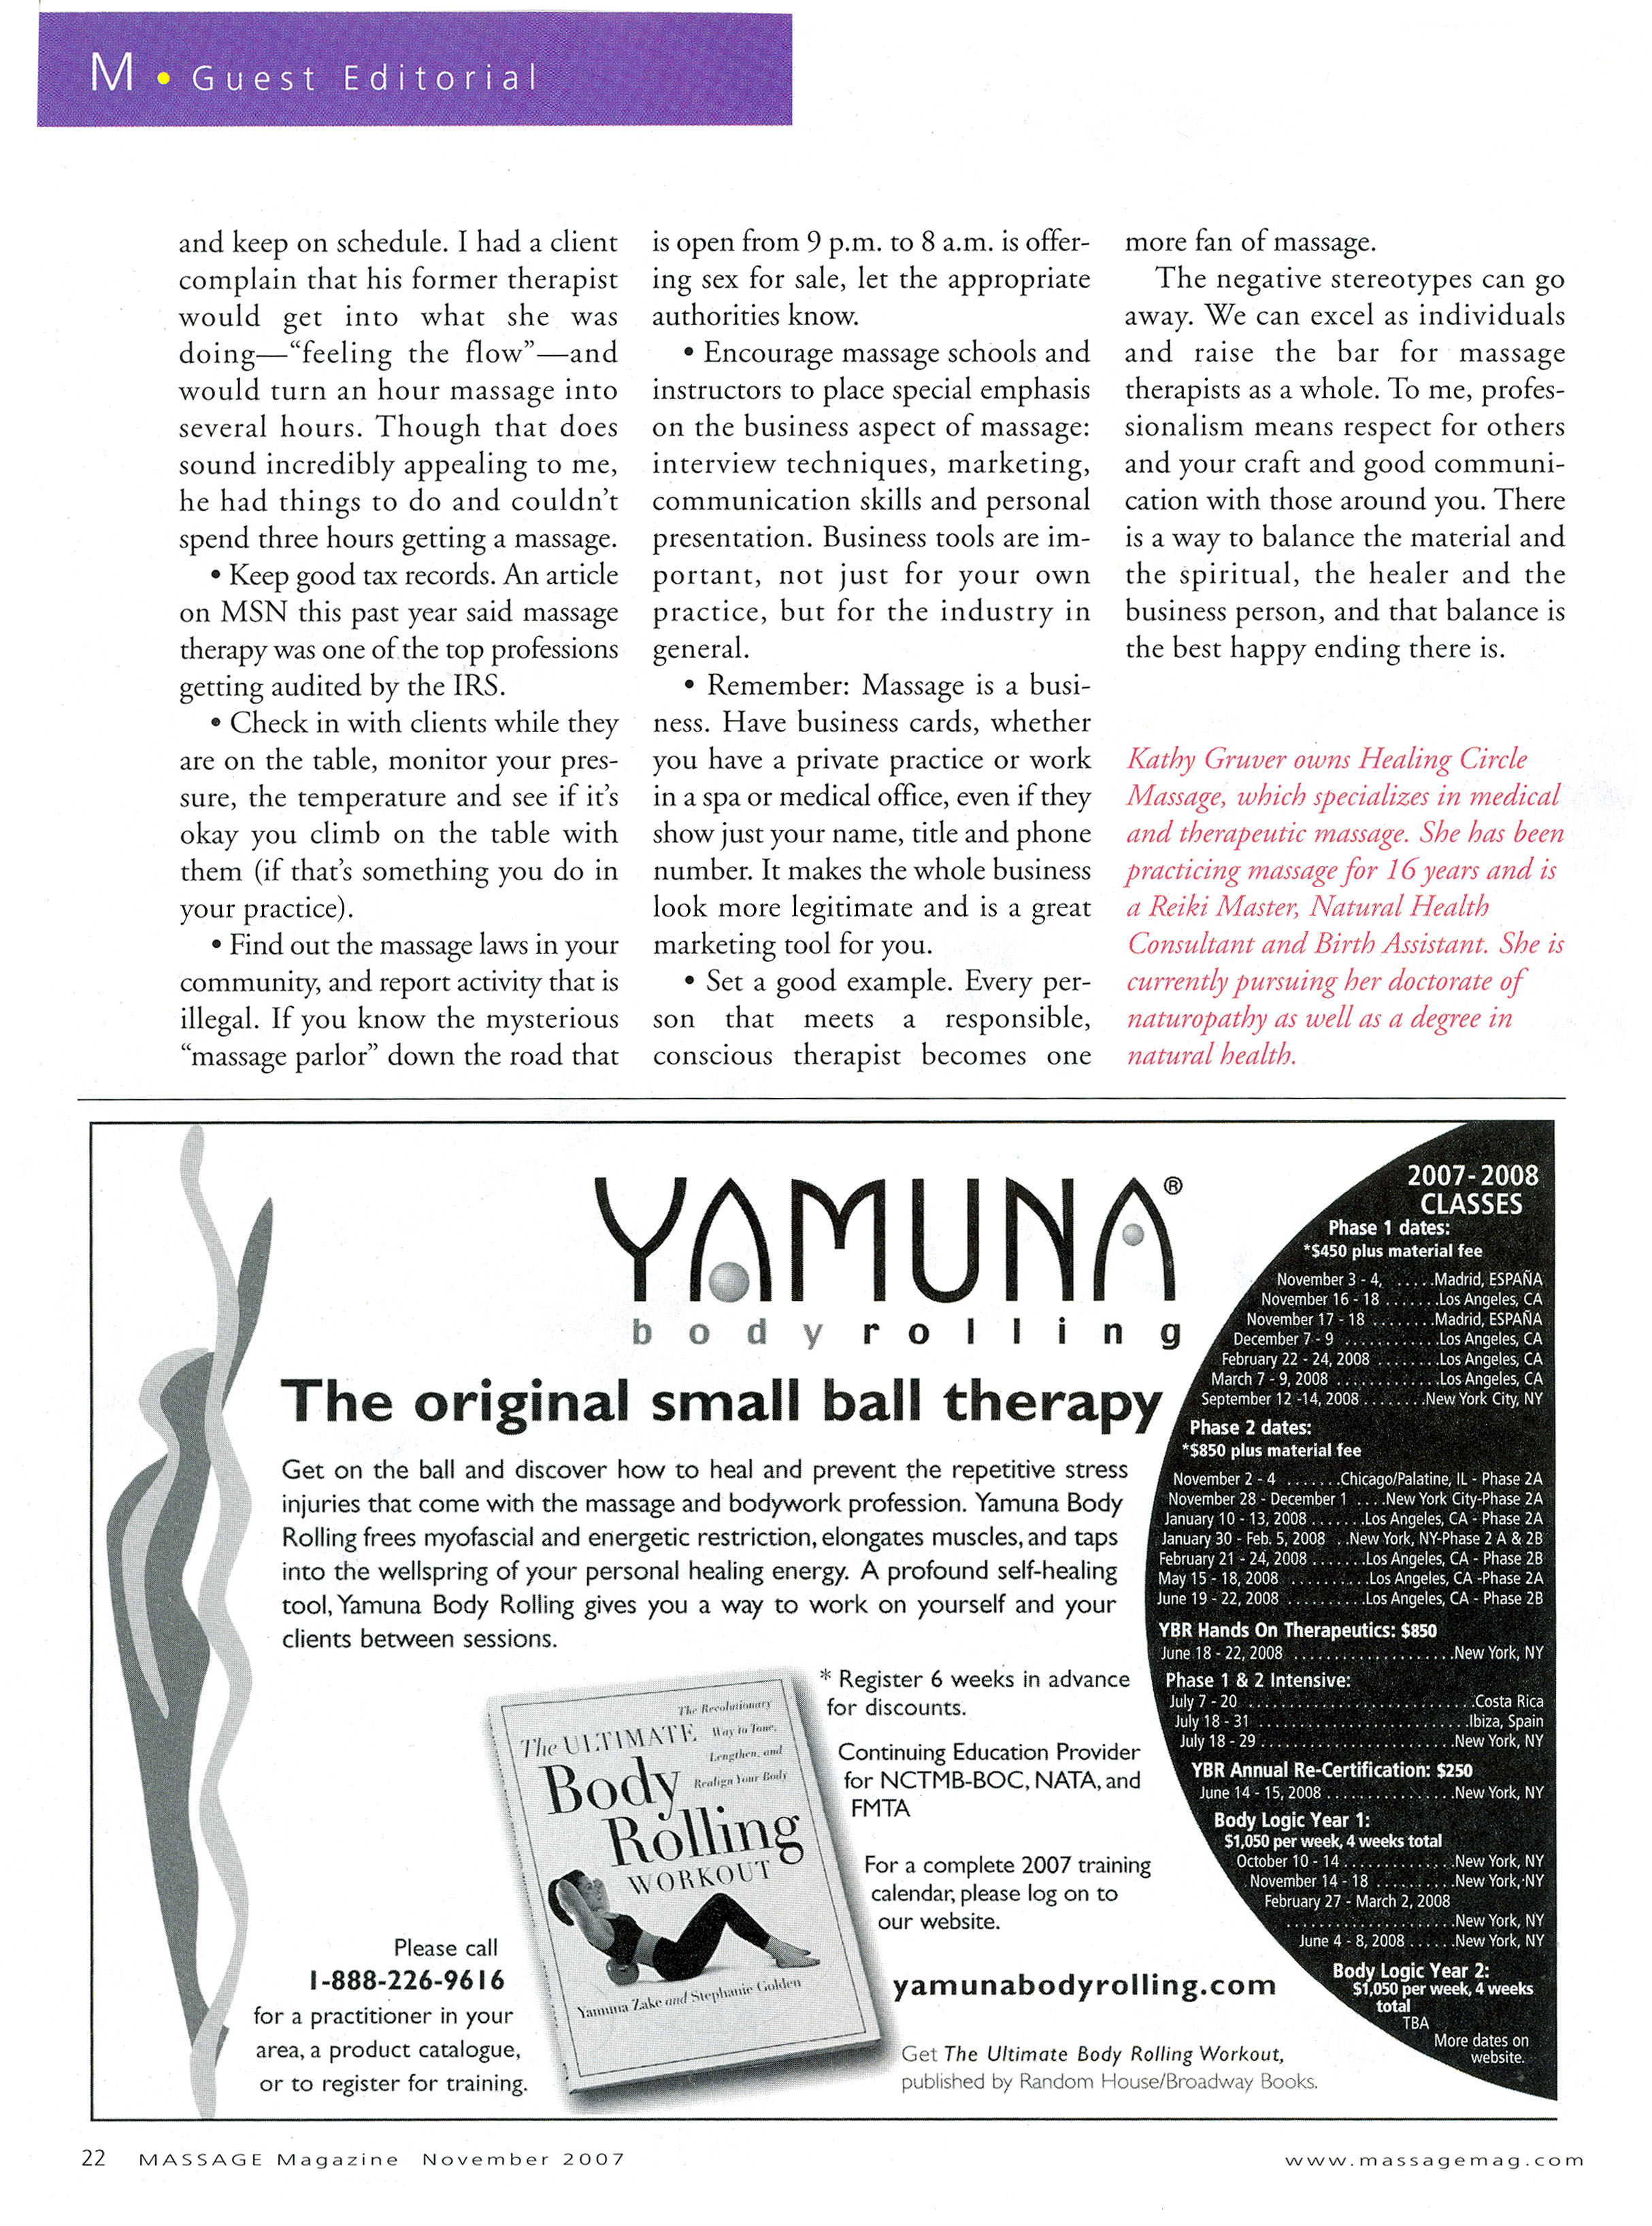 M • Guest Editorial
and keep on schedule. I had a client
complain that his former therapist
would get into what she was
doing—“feeling the flow”—and
would turn an hour massage into
several hours. Though that does
sound incredibly appealing to me,
he had things to do and couldn’t
spend three hours getting a massage.
• Keep good tax records. An article
on MSN this past year said massage
therapy was one of the top professions
getting audited by the IRS.
• Check in with clients while they
are on the table, monitor your pres-
sure, the temperature and see if it’s
okay you climb on the table with
them (if that’s something you do in
your practice).
• Find out the massage laws in your
community, and report activity that is
illegal. If you know the mysterious
“massage parlor” down the road that
is open from 9 p.m. to 8 a.m. is offer-
ing sex for sale, let the appropriate
authorities know.
• Encourage massage schools and
instructors to place special emphasis
on the business aspect of massage:
interview techniques, marketing,
communication skills and personal
presentation. Business tools are im-
portant, not just for your own
practice, but for the industry in
general.
• Remember: Massage is a busi-
ness. Have business cards, whether
you have a private practice or work
in a spa or medical office, even if they
show just your name, title and phone
number. It makes the whole business
look more legitimate and is a great
marketing tool for you.
• Set a good example. Every per-
son that meets a responsible,
conscious therapist becomes one
more fan of massage.
The negative stereotypes can go
away. We can excel as individuals
and raise the bar for massage
therapists as a whole. To me, profes-
sionalism means respect for others
and your craft and good communi-
cation with those around you. There
is a way to balance the material and
the spiritual, the healer and the
business person, and that balance is
the best happy ending there is.
Kathy Gruver owns Healing Circle
Massage, which specializes in medical
and therapeutic massage. She has been
practicing massage for 16 years and is
a Reiki Master, Natural Health
Consultant and Birth Assistant. She is
currently pursuing her doctorate of
naturopathy as well as a degree in
natural health.
YAMUNA®
bodyrolling
The original small ball therapy
Get on the ball and discover how to heal and prevent the repetitive stress
injuries that come with the massage and bodywork profession. Yamuna Body
Rolling frees myofascial and energetic restriction, elongates muscles, and taps
into the wellspring of your personal healing energy. A profound self-healing
tool, Yamuna Body Rolling gives you a way to work on yourself and your
clients between sessions.
The Revolutionary
Way to Tone,
Lengthen, and
Realign Your Body
The ULTIMATE
Body
Rolling
WORKOUT
Yamuna Zake and Stephanie Golden
Please call
1-888-226-9616
for a practitioner in your
area, a product catalogue,
or to register for training.
* Register 6 weeks in advance
for discounts.
Continuing Education Provider
for NCTMB-BOC, NATA, and
FMTA
For a complete 2007 training
calendar, please log on to
our website.
yamunabodyrolling.com
Get The Ultimate Body Rolling Workout,
published by Random House/Broadway Books.
2007-2008
CLASSES
Phase 1 dates:
*$450 plus material fee
November 3 - 4, .....Madrid, ESPAÑA
November 16 - 18 .......Los Angeles, CA
November 17 - 18 ........Madrid, ESPAÑA
December 7 - 9 ............Los Angeles, CA
February 22 - 24, 2008 ........Los Angeles, CA
March 7 - 9, 2008 .............Los Angeles, CA
September 12 -14, 2008 ........New York City, NY
Phase 2 dates:
*$850 plus material fee
November 2 - 4 .......Chicago/Palatine, IL - Phase 2A
November 28 - December 1 ....New York City-Phase 2A
January 10 - 13, 2008 .......Los Angeles, CA - Phase 2A
January 30 - Feb. 5, 2008 ..New York, NY-Phase 2 A & 2B
February 21 - 24, 2008 .......Los Angeles, CA - Phase 2B
May 15 - 18, 2008 ..........Los Angeles, CA -Phase 2A
June 19 - 22, 2008 ..........Los Angeles, CA - Phase 2B
YBR Hands On Therapeutics: $850
June 18 - 22, 2008 ....................New York, NY
Phase 1 & 2 Intensive:
July 7 - 20 ............................Costa Rica
July 18 - 31 ..........................Ibiza, Spain
July 18 - 29 ........................New York, NY
YBR Annual Re-Certification: $250
June 14 - 15, 2008 ................New York, NY
Body Logic Year 1:
$1,050 per week, 4 weeks total
October 10 - 14 ..............New York, NY
November 14 - 18 ..........New York, NY
February 27 - March 2, 2008
.....................New York, NY
June 4 - 8, 2008 ......New York, NY
Body Logic Year 2:
$1,050 per week, 4 weeks
total
TBA
More dates on
website.
22 MASSAGE Magazine November 2007
www.massagemag.com